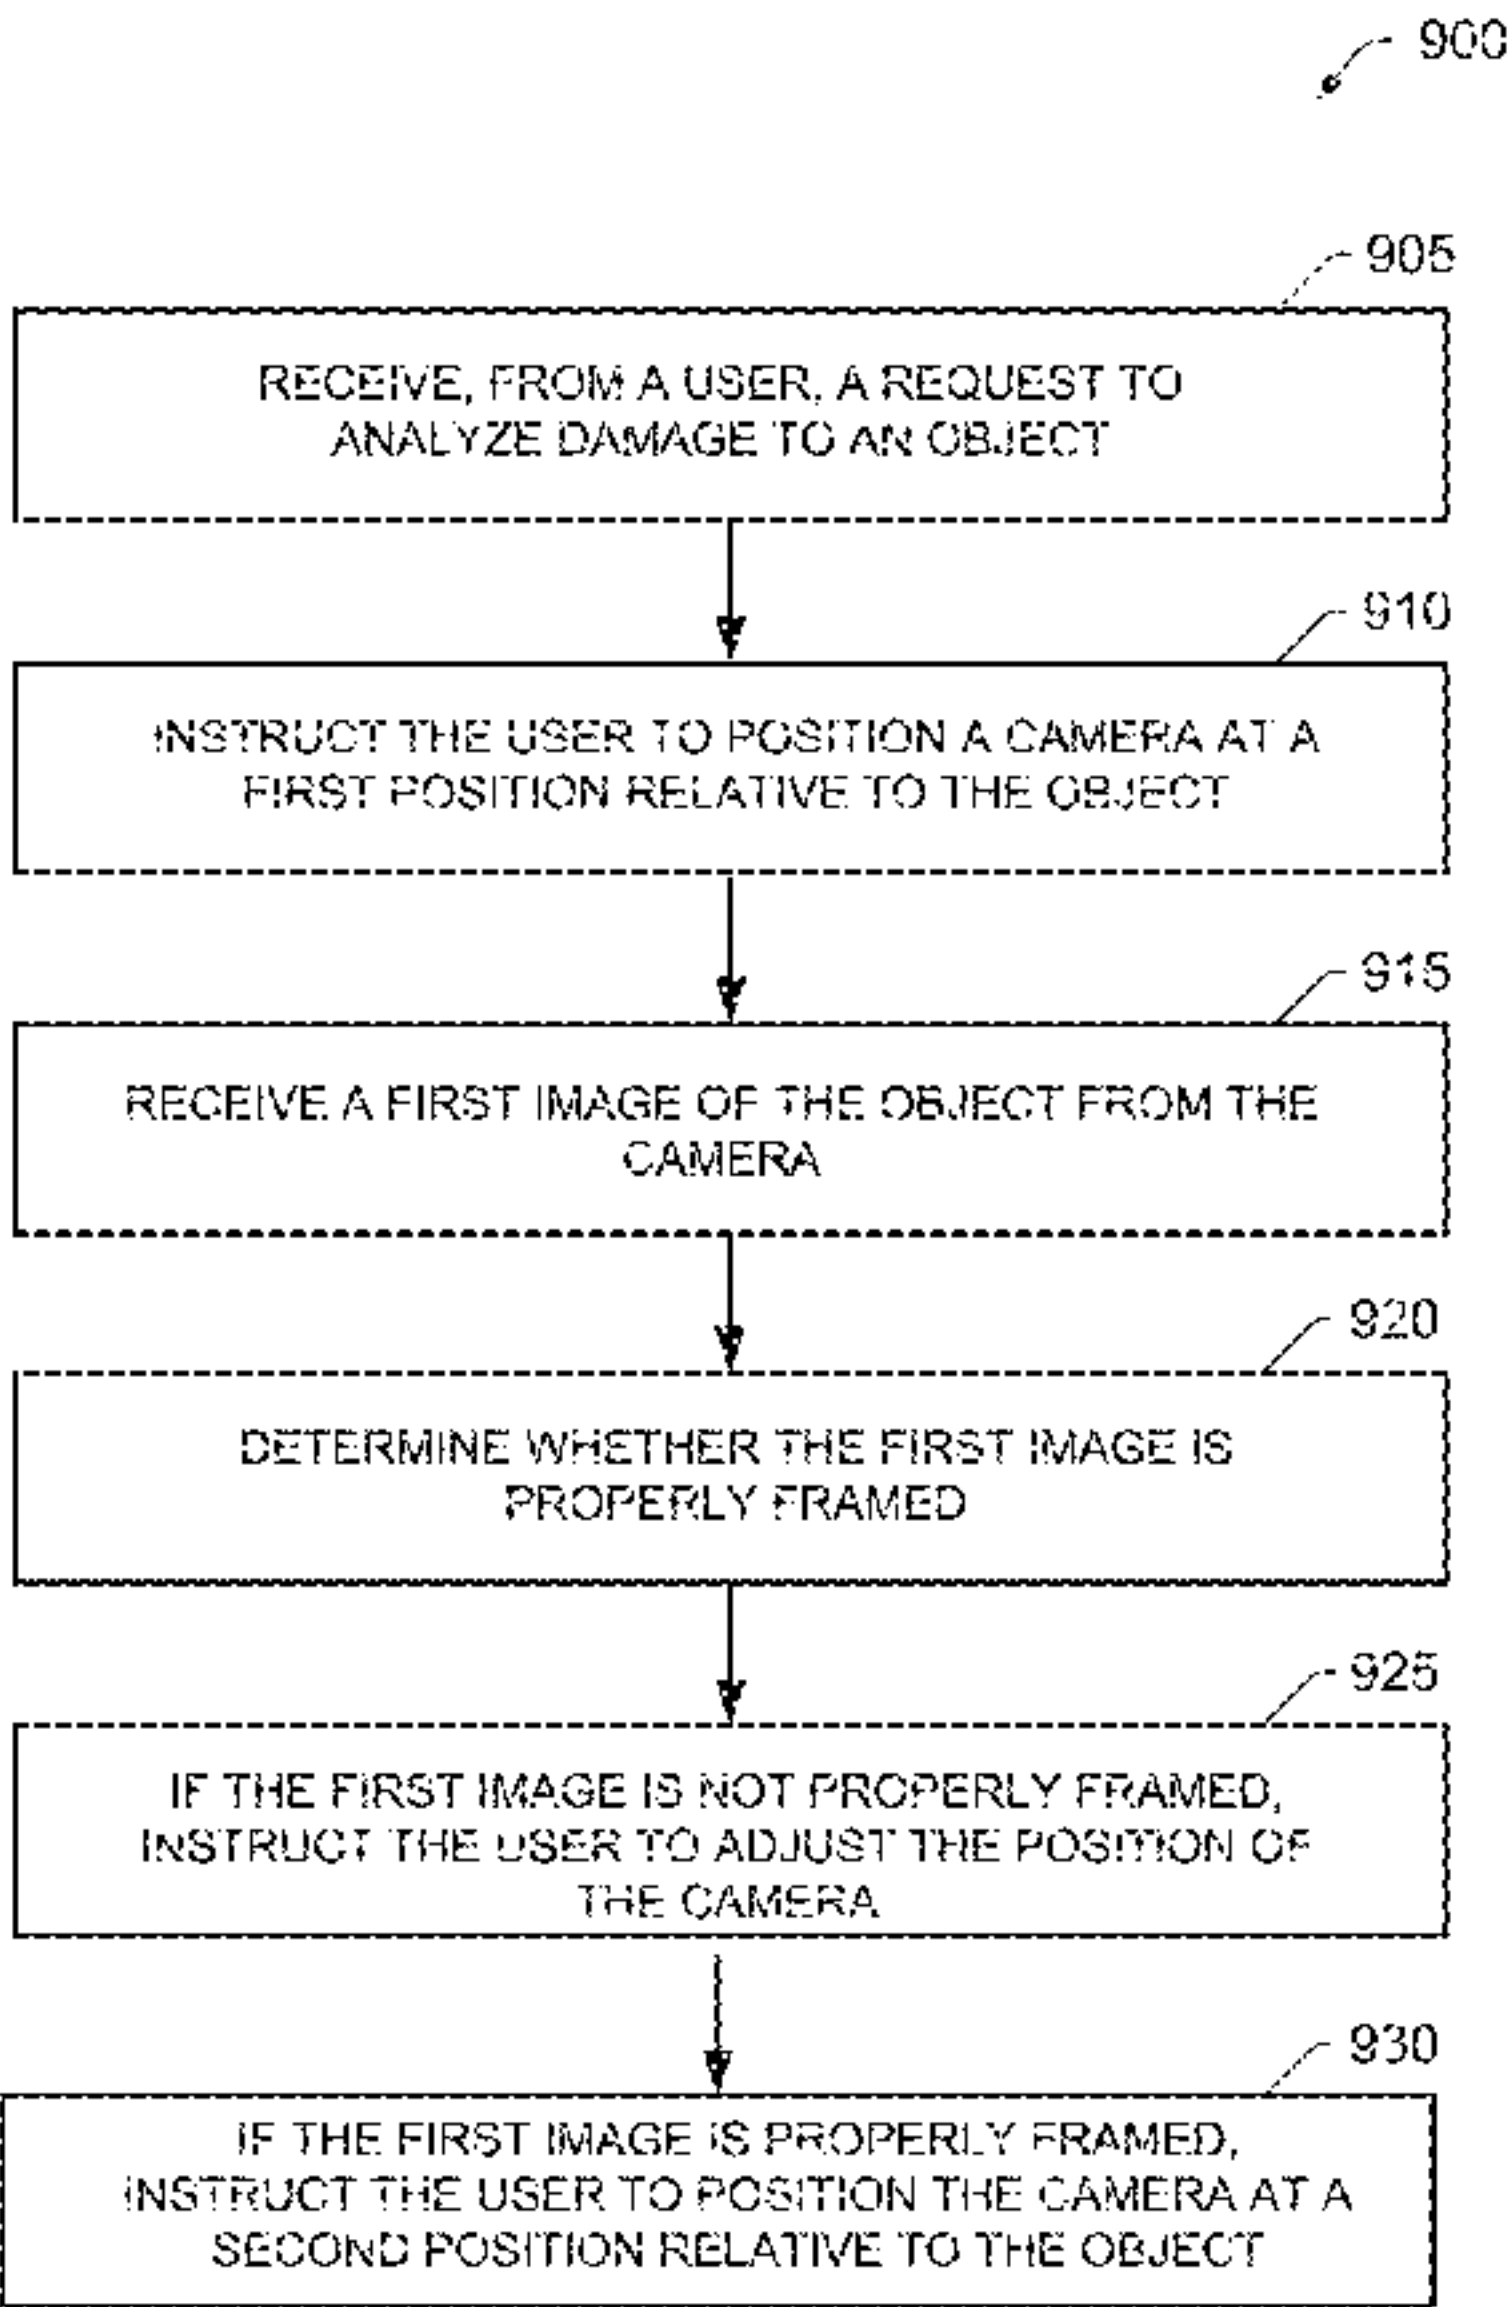 900
905
RECEIVE, FROM A USER, A REQUEST TO
ANALYZE DAMAGE TO AN OBJECT
910
INSTRUCT THE USER TO POSITION A CAMERA AT A
FIRST POSITION RELATIVE TO THE OBJECT
915
RECEIVE A FIRST IMAGE OF THE OBJECT FROM THE
CAMERA
920
DETERMINE WHETHER THE FIRST IMAGE IS
PROPERLY FRAMED
925
IF THE FIRST IMAGE IS NOT PROPERLY FRAMED,
INSTRUCT THE USER TO ADJUST THE POSITION OF
THE CAMERA
930
IF THE FIRST IMAGE IS PROPERLY FRAMED,
INSTRUCT THE USER TO POSITION THE CAMERA AT A
SECOND POSITION RELATIVE TO THE OBJECT